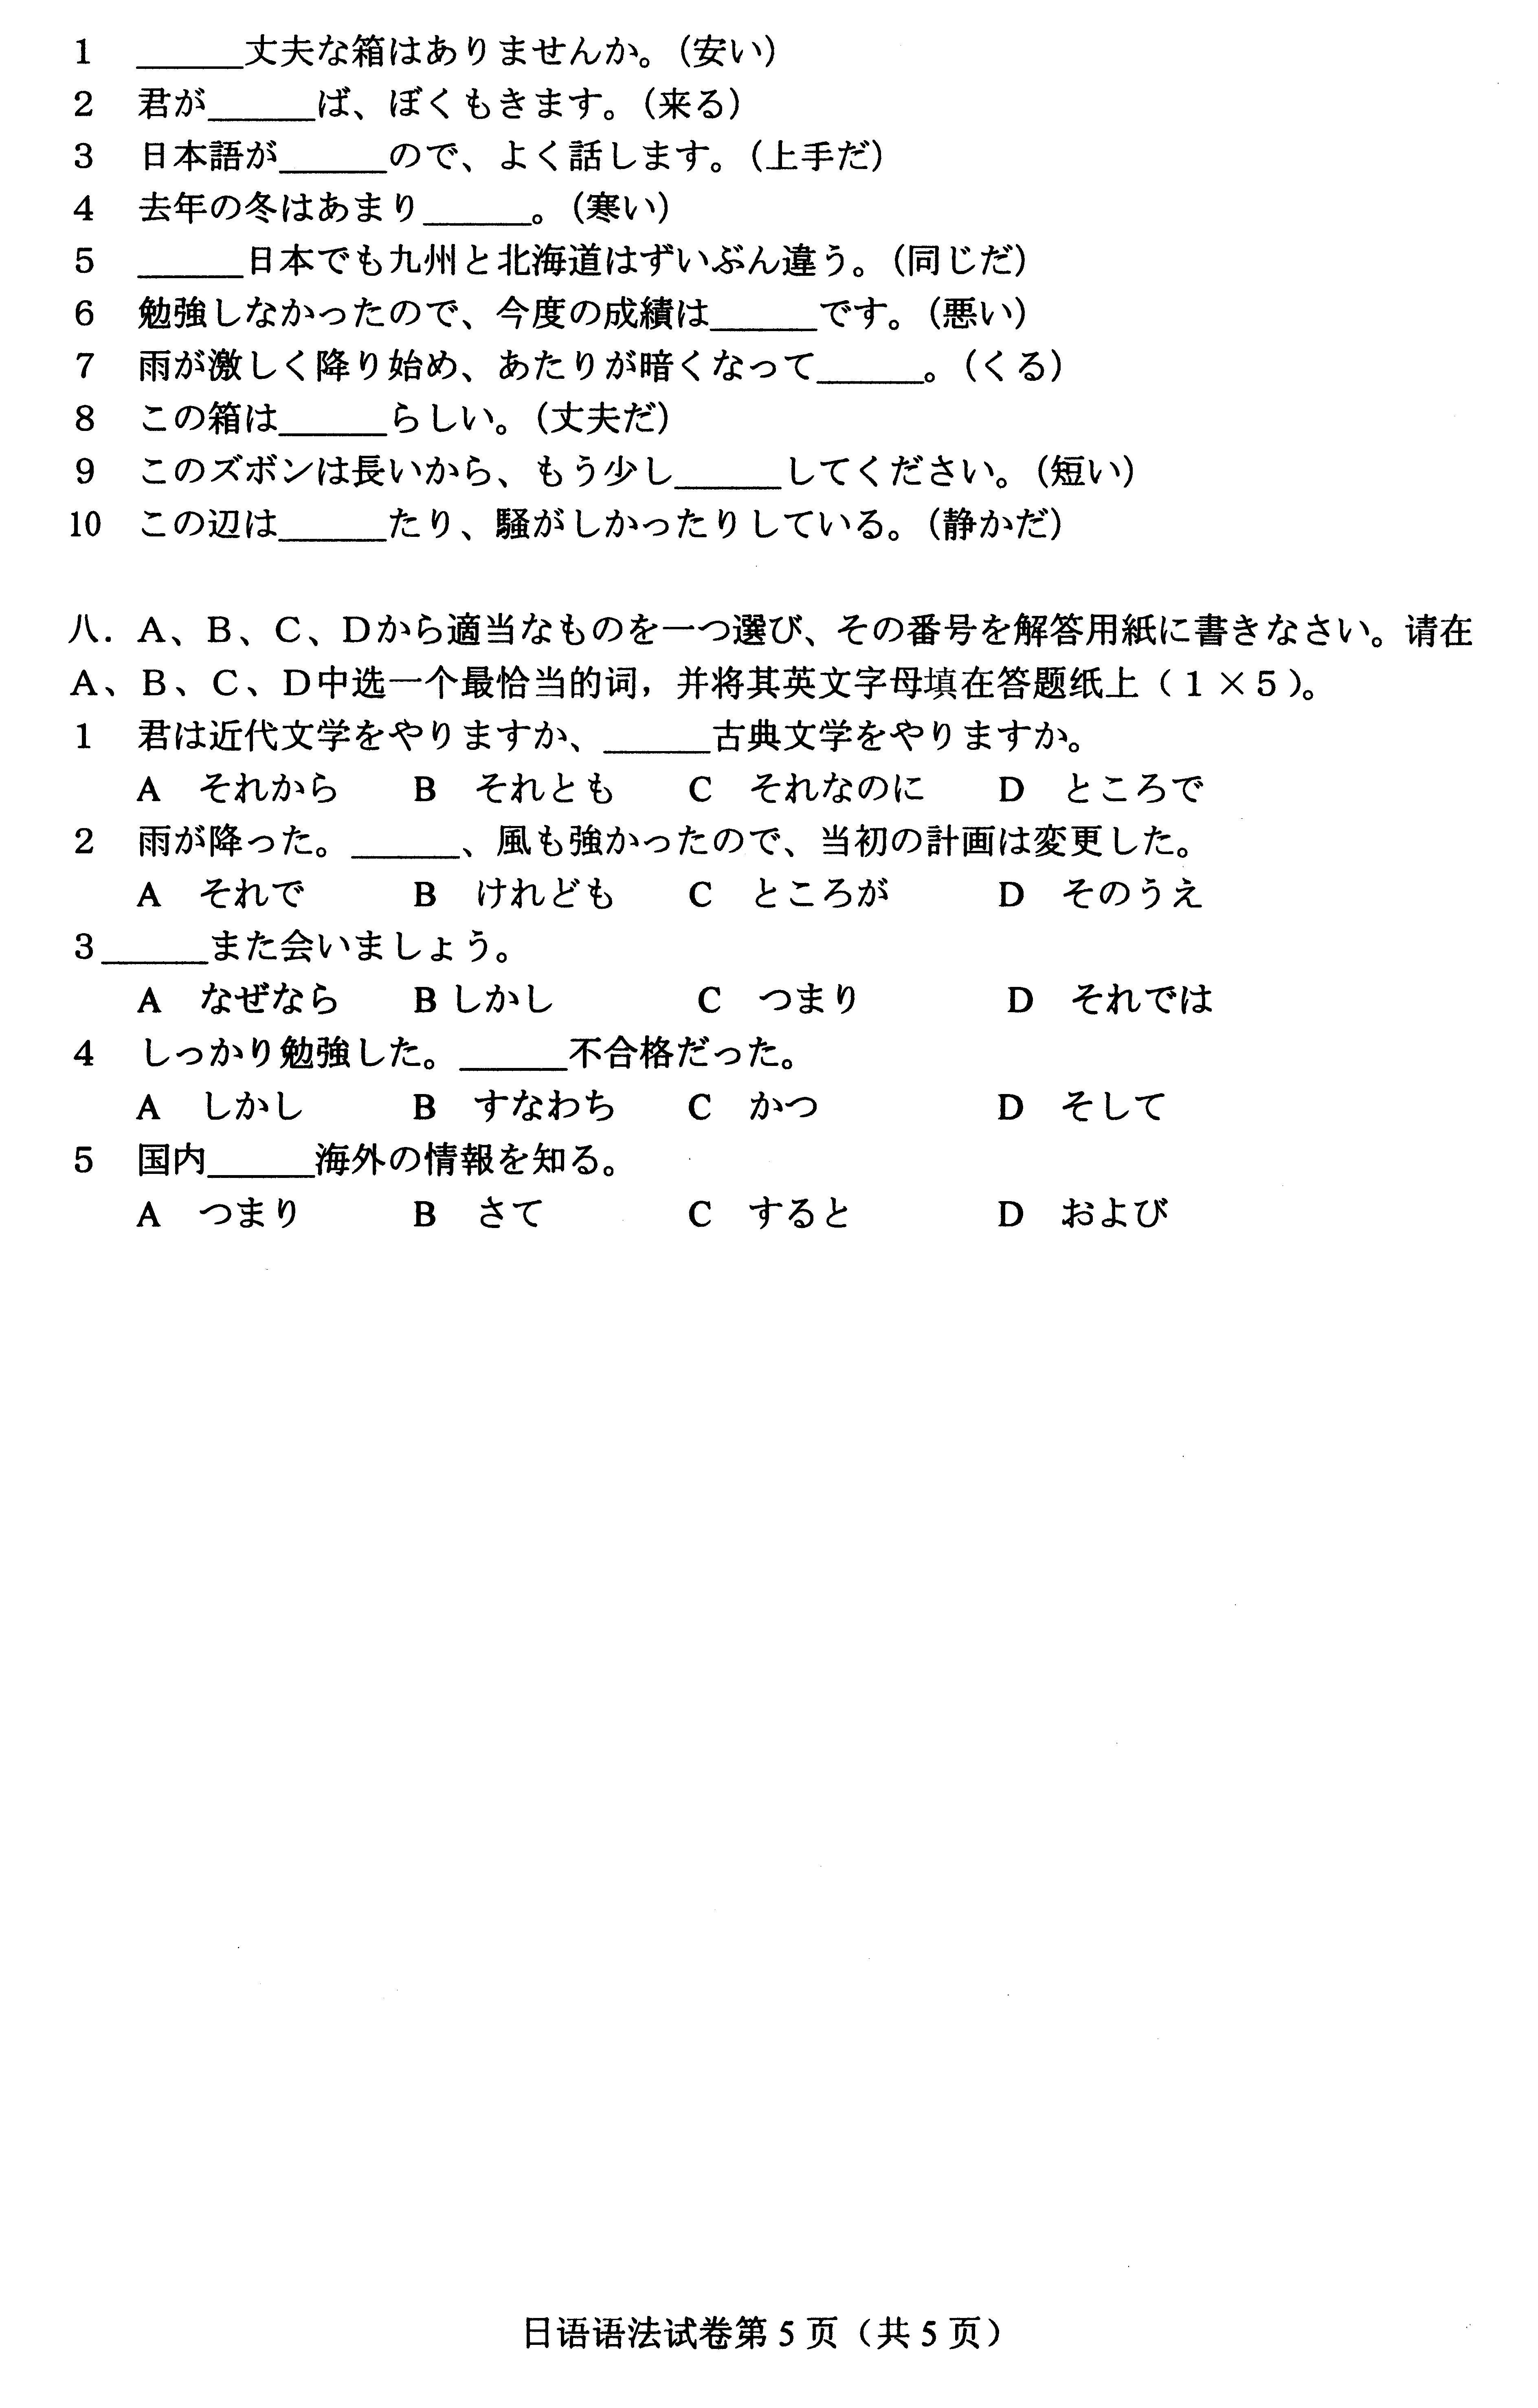 1 ＿＿＿丈夫な箱はありませんか。（安い）
2 君が＿＿＿ば、ぼくもきます。（来る）
3 日本語が＿＿＿ので、よく話します。（上手だ）
4 去年の冬はあまり＿＿＿。（寒い）
5 ＿＿＿日本でも九州と北海道はずいぶん違う。（同じだ）
6 勉強しなかったので、今度の成績は＿＿＿です。（悪い）
7 雨が激しく降り始め、あたりが暗くなって＿＿＿。（くる）
8 この箱は＿＿＿らしい。（丈夫だ）
9 このズボンは長いから、もう少し＿＿＿してください。（短い）
10 この辺は＿＿＿たり、騒がしかったりしている。（静かだ）
八．A、B、C、Dから適当なものを一つ選び、その番号を解答用紙に書きなさい。请在
A、B、C、D中选一个最恰当的词，并将其英文字母填在答题纸上（1×5）。
1 君は近代文学をやりますか、＿＿＿古典文学をやりますか。
A それから B それとも C それなのに D ところで
2 雨が降った。＿＿＿、風も強かったので、当初の計画は変更した。
A それで B けれども C ところが D そのうえ
3＿＿＿また会いましょう。
A なぜなら B しかし C つまり D それでは
4 しっかり勉強した。＿＿＿不合格だった。
A しかし B すなわち C かつ D そして
5 国内＿＿＿海外の情報を知る。
A つまり B さて C すると D および
日语语法试卷第 5 页（共 5 页）